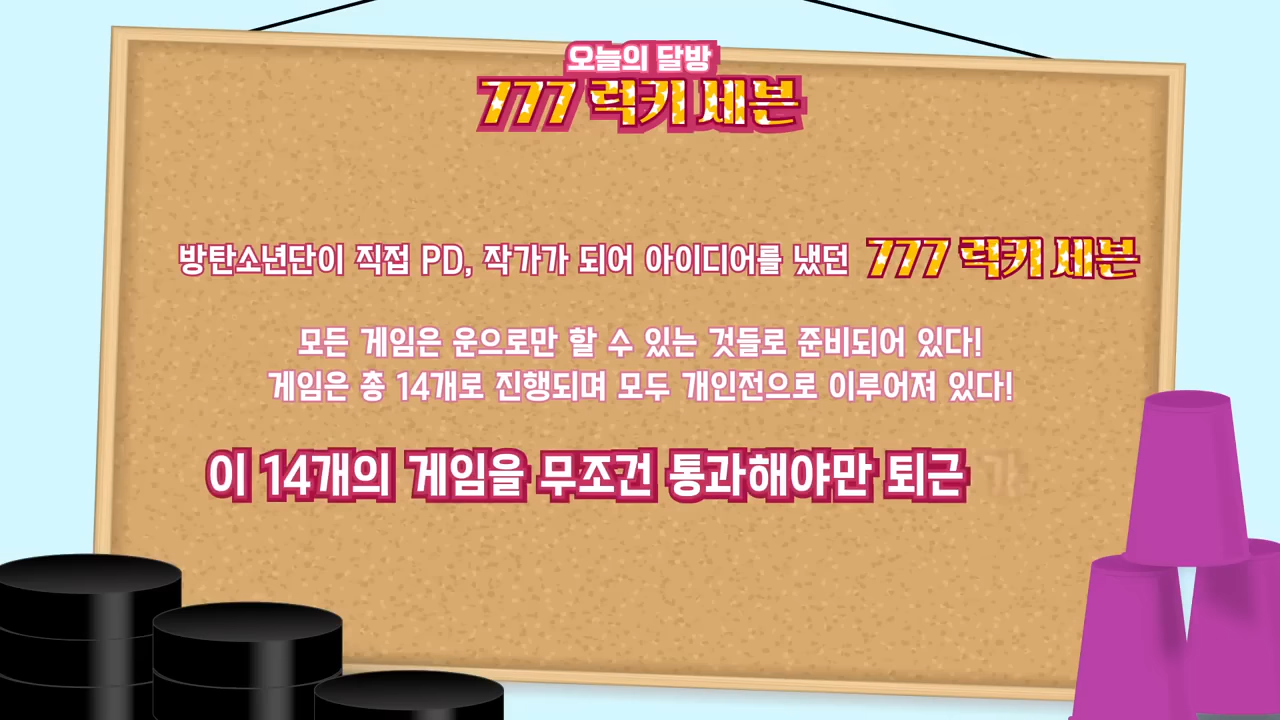 오늘의 달방
777 럭키 세븐
방탄소년단이 직접 PD, 작가가 되어 아이디어를 냈던 777 럭키 세븐
모든 게임은 운으로만 할 수 있는 것들로 준비되어 있다!
게임은 총 14개로 진행되며 모두 개인전으로 이루어져 있다!
이 14개의 게임을 무조건 통과해야만 퇴근